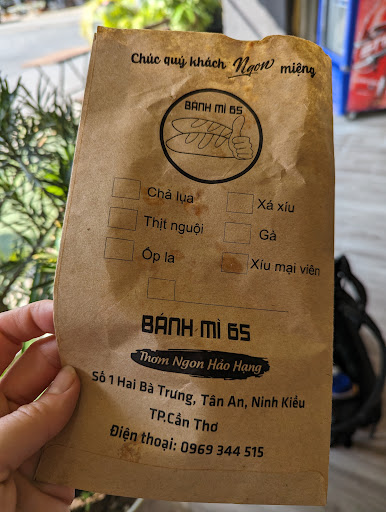 Chúc quý khách Ngon miệng
BÁNH MÌ 65
Chả lụa
Xá xíu
Thịt nguội
Gà
Ốp la
Xíu mại viên
BÁNH MÌ 65
Thơm Ngon Hảo Hạng
Số 1 Hai Bà Trưng, Tân An, Ninh Kiều
TP.Cần Thơ
Điện thoại: 0969 344 515